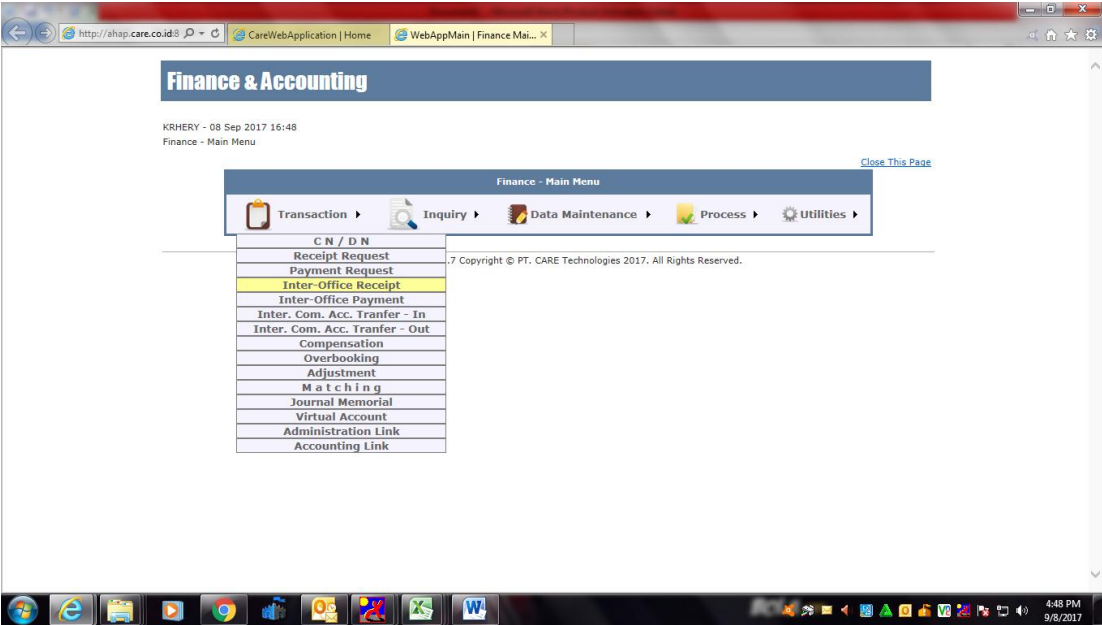 http://ahap.care.co.id:8
CareWebApplication | Home
WebAppMain | Finance Mai...
Finance & Accounting
KRHERY - 08 Sep 2017 16:48
Finance - Main Menu
Close This Page
Finance - Main Menu
Transaction
Inquiry
Data Maintenance
Process
Utilities
C N / D N
Receipt Request
.7 Copyright © PT. CARE Technologies 2017. All Rights Reserved.
Payment Request
Inter-Office Receipt
Inter-Office Payment
Inter. Com. Acc. Tranfer - In
Inter. Com. Acc. Tranfer - Out
Compensation
Overbooking
Adjustment
M a t c h i n g
Journal Memorial
Virtual Account
Administration Link
Accounting Link
4:48 PM
9/8/2017